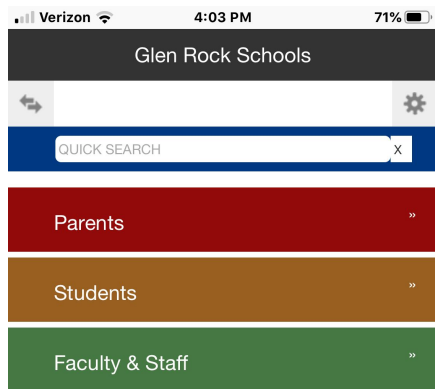 Verizon 4:03 PM 71%
Glen Rock Schools
QUICK SEARCH X
Parents »
Students »
Faculty & Staff »